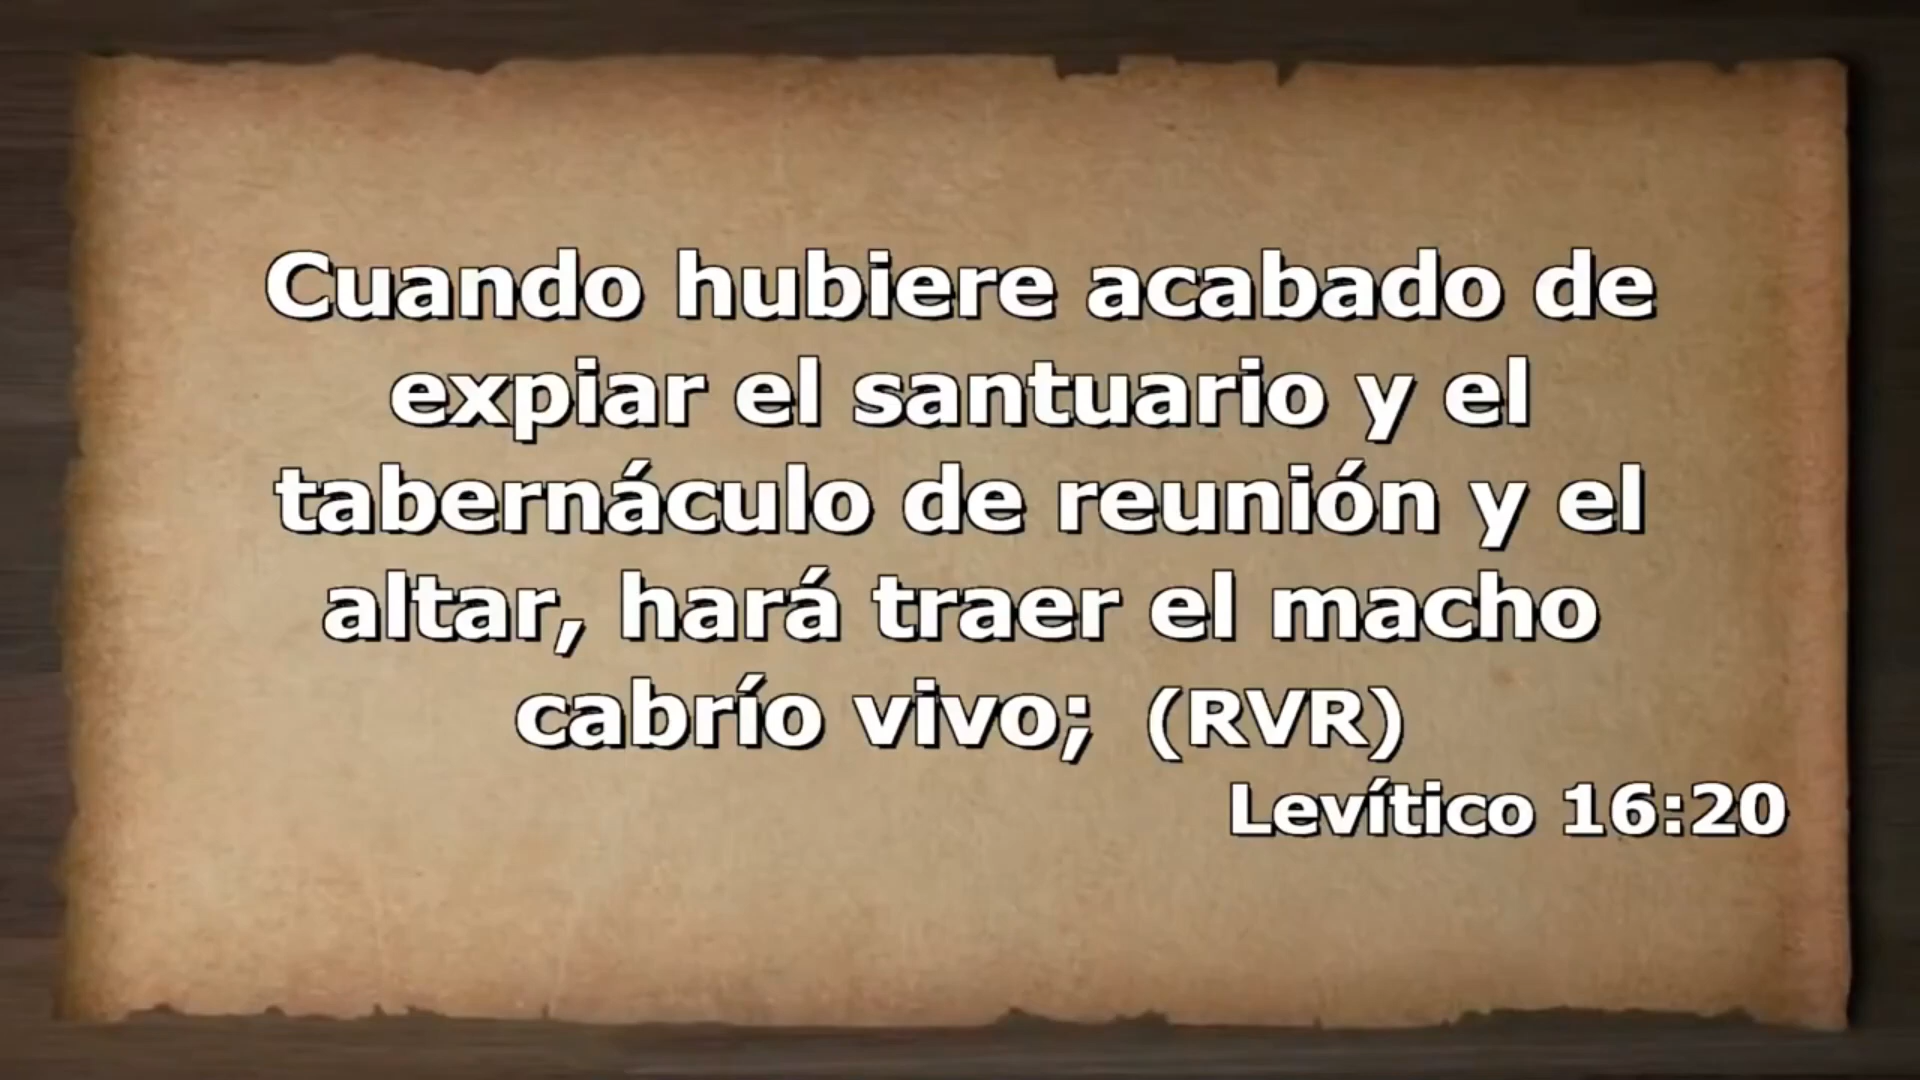 Cuando hubiere acabado de
expiar el santuario y el
tabernáculo de reunión y el
altar, hará traer el macho
cabrío vivo; (RVR)
Levítico 16:20